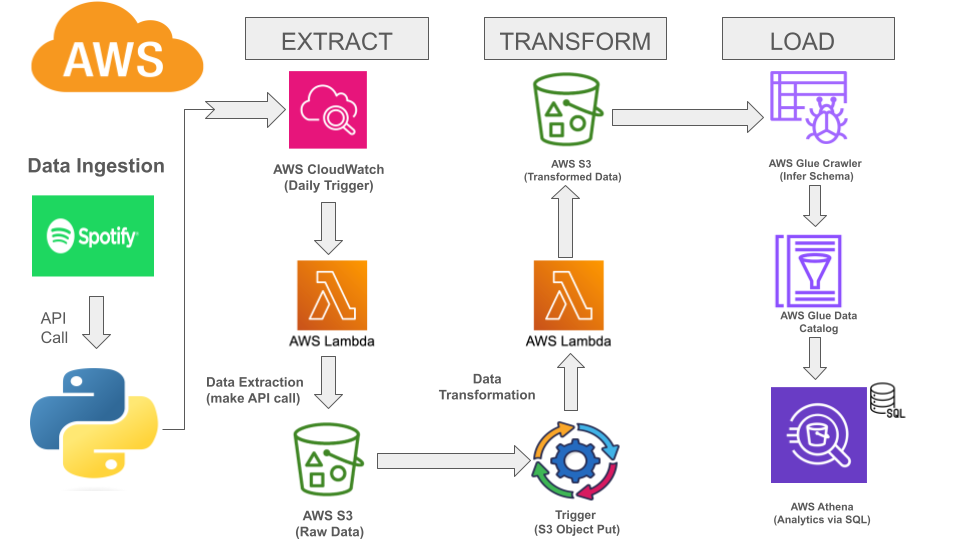 AWS
Data Ingestion
Spotify
API
Call
EXTRACT
AWS CloudWatch
(Daily Trigger)
AWS Lambda
Data Extraction
(make API call)
AWS S3
(Raw Data)
TRANSFORM
AWS S3
(Transformed Data)
AWS Lambda
Data
Transformation
Trigger
(S3 Object Put)
LOAD
AWS Glue Crawler
(Infer Schema)
AWS Glue Data
Catalog
SQL
AWS Athena
(Analytics via SQL)